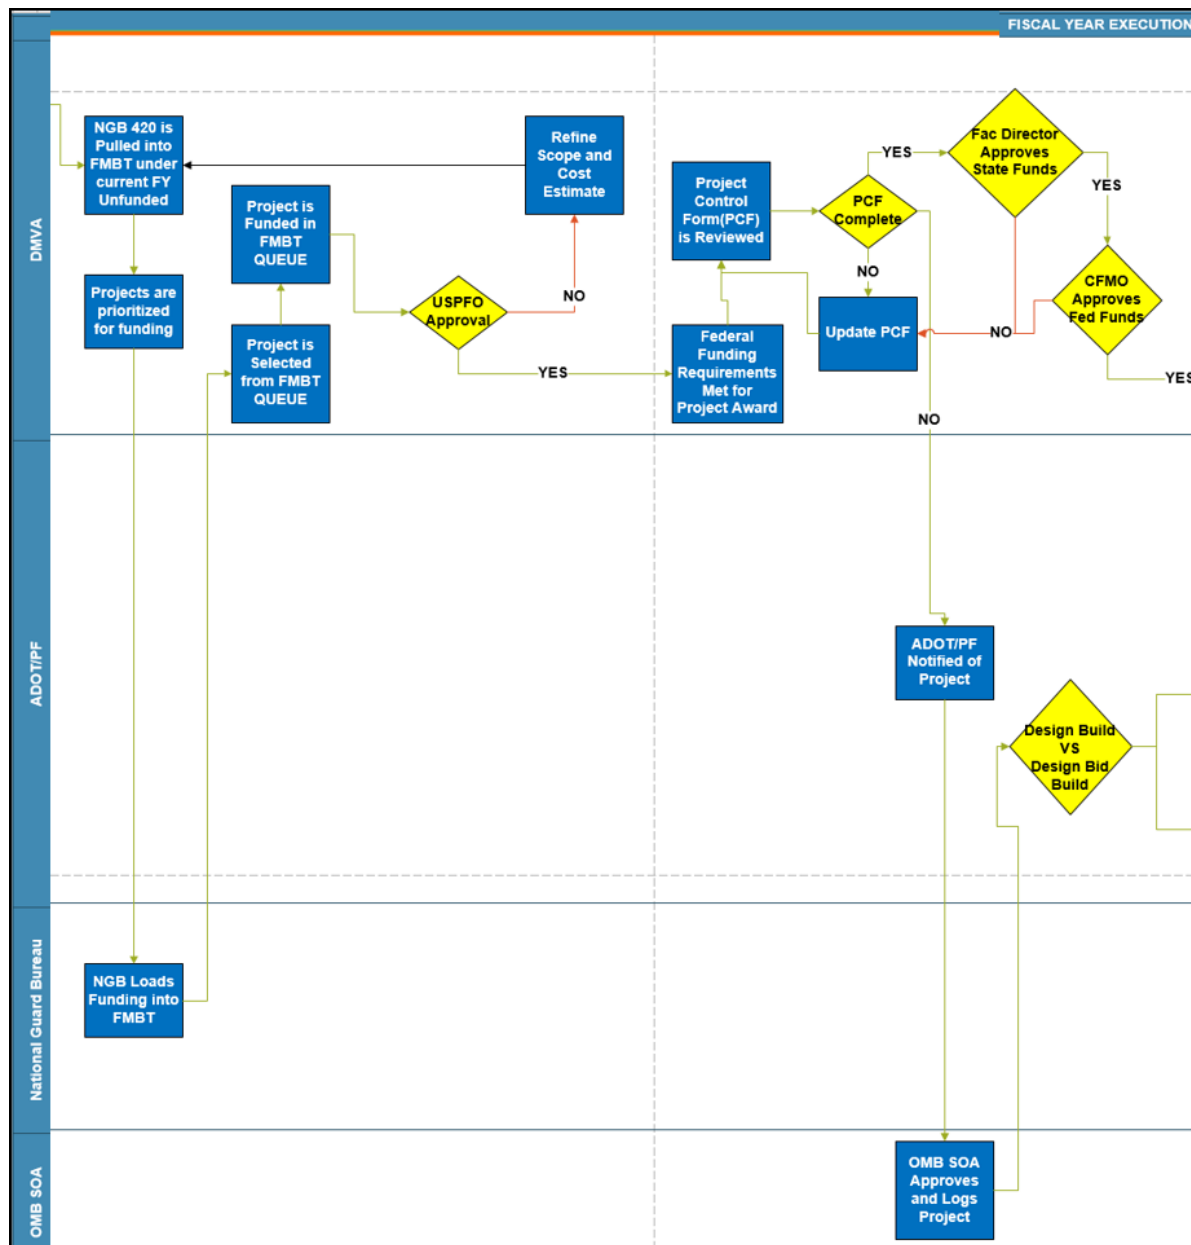 FISCAL YEAR EXECUTION
DMVA
NGB 420 is
Pulled into
FMBT under
current FY
Unfunded
Projects are
prioritized
for funding
Project is
Funded in
FMBT
QUEUE
Project is
Selected
from FMBT
QUEUE
USPFO
Approval
NO
YES
Refine
Scope and
Cost
Estimate
Project
Control
Form(PCF)
is Reviewed
Federal
Funding
Requirements
Met for
Project Award
PCF
Complete
YES
NO
Update PCF
NO
Fac Director
Approves
State Funds
YES
CFMO
Approves
Fed Funds
NO
YES
ADOT/PF
ADOT/PF
Notified of
Project
Design Build
VS
Design Bid
Build
National Guard Bureau
NGB Loads
Funding into
FMBT
OMB SOA
OMB SOA
Approves
and Logs
Project